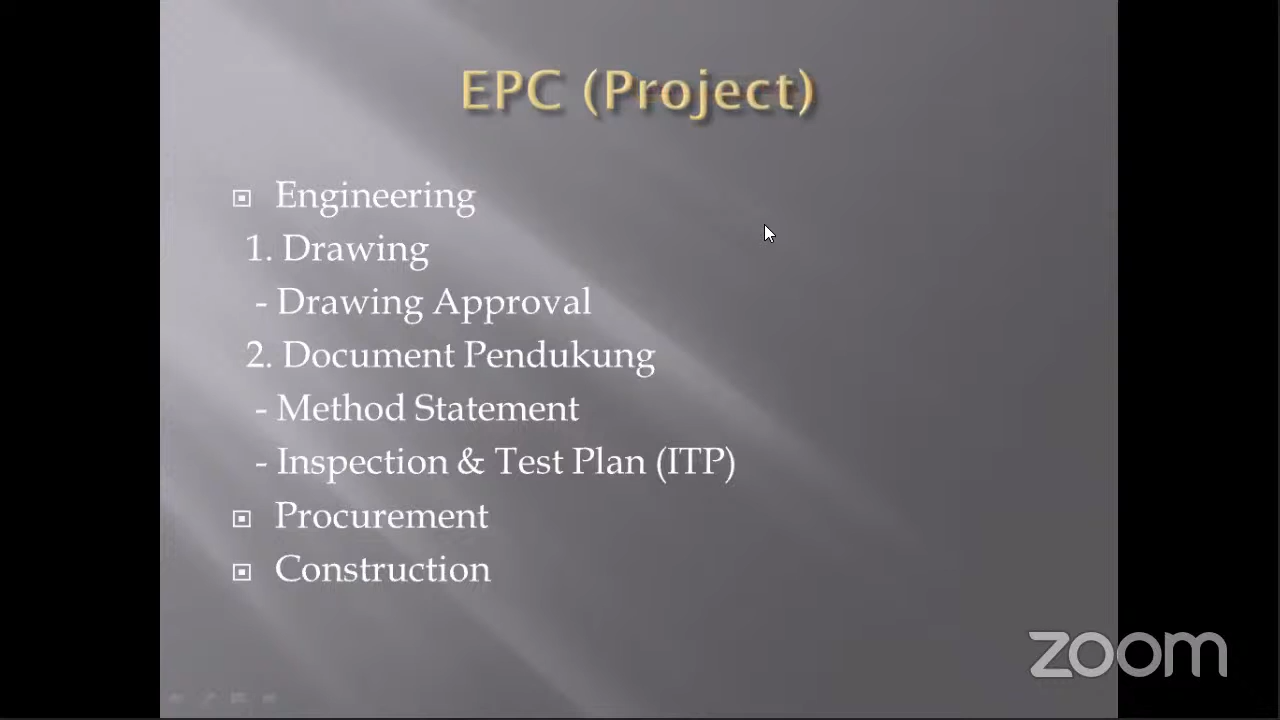 EPC (Project)
Engineering
1. Drawing
- Drawing Approval
2. Document Pendukung
- Method Statement
- Inspection & Test Plan (ITP)
Procurement
Construction
zoom